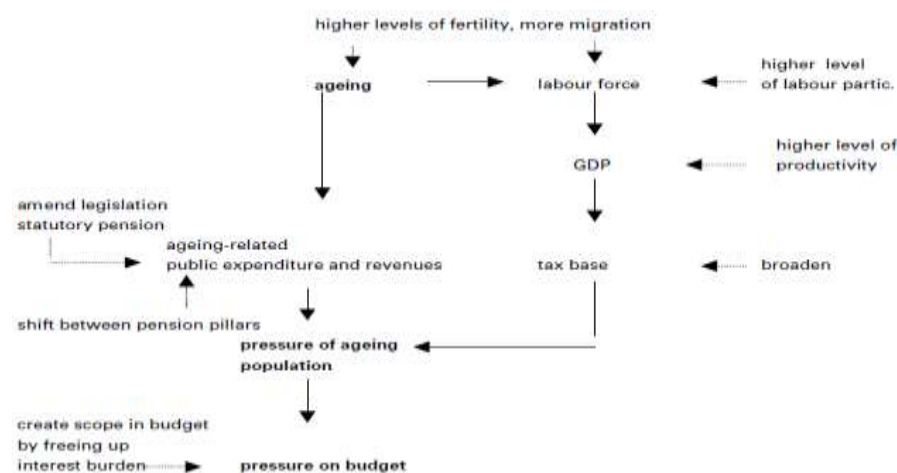 higher levels of fertility, more migration
ageing
labour force
higher level
of labour partic.
GDP
higher level of
productivity
amend legislation
statutory pension
ageing-related
public expenditure and revenues
tax base
broaden
shift between pension pillars
pressure of ageing
population
create scope in budget
by freeing up
interest burden
pressure on budget